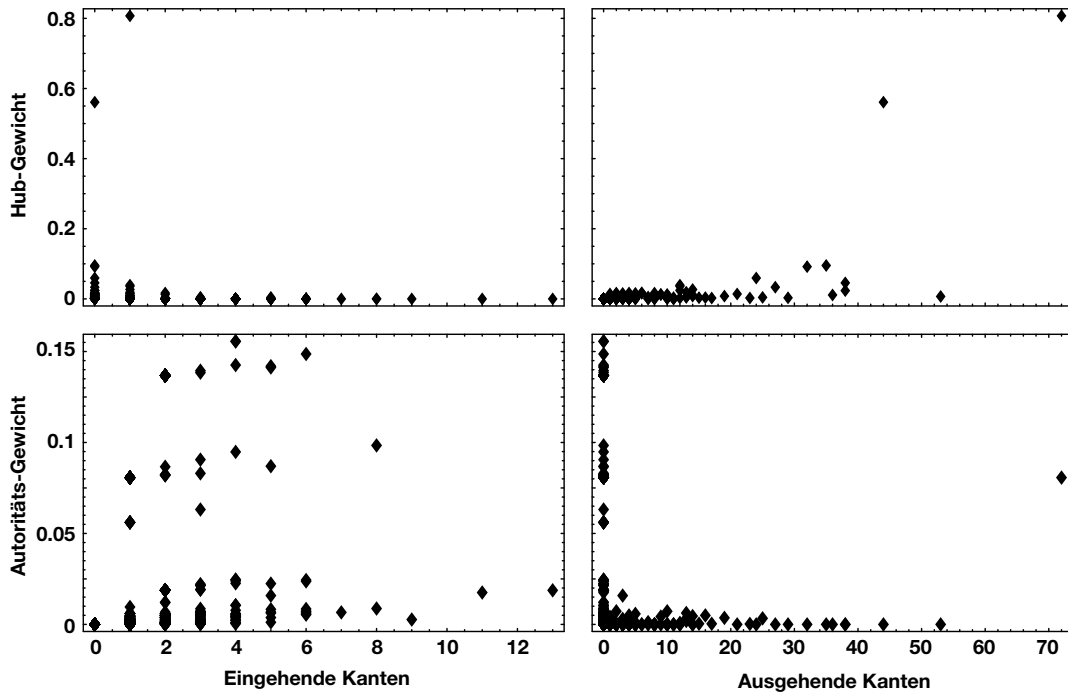 0.8
0.6
0.4
0.2
0
Hub-Gewicht
0.15
0.1
0.05
0
Autoritäts-Gewicht
0 2 4 6 8 10 12
Eingehende Kanten
0 10 20 30 40 50 60 70
Ausgehende Kanten